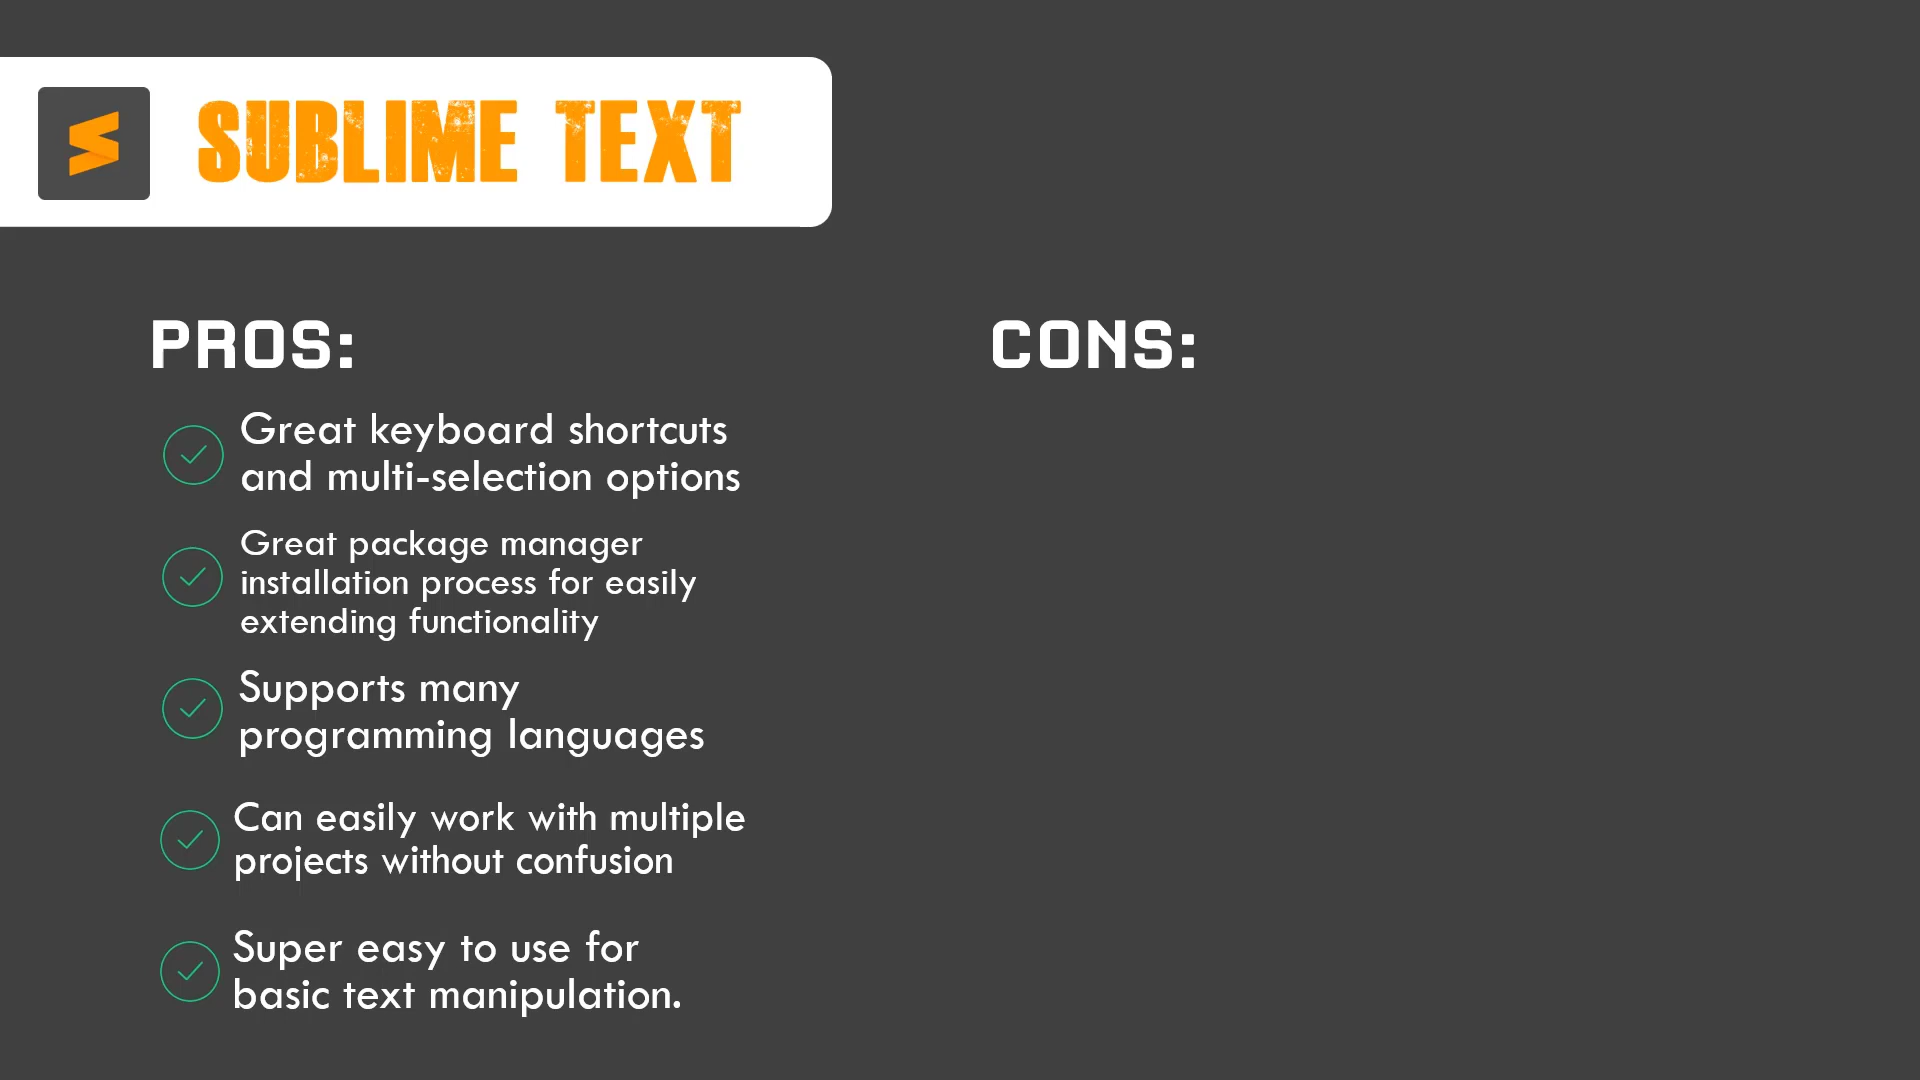 SUBLIME TEXT
PROS:
Great keyboard shortcuts
and multi-selection options
Great package manager
installation process for easily
extending functionality
Supports many
programming languages
Can easily work with multiple
projects without confusion
Super easy to use for
basic text manipulation.
CONS: